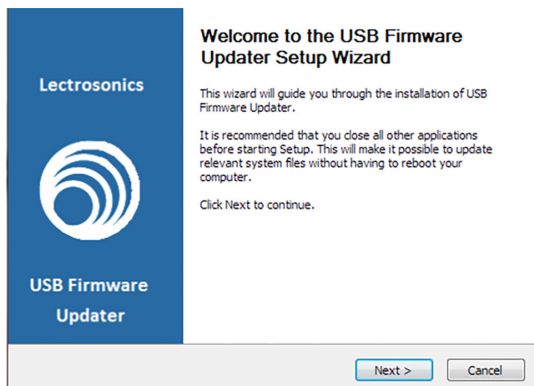 Lectrosonics
USB Firmware
Updater
Welcome to the USB Firmware
Updater Setup Wizard
This wizard will guide you through the installation of USB
Firmware Updater.
It is recommended that you close all other applications
before starting Setup. This will make it possible to update
relevant system files without having to reboot your
computer.
Click Next to continue.
Next >
Cancel